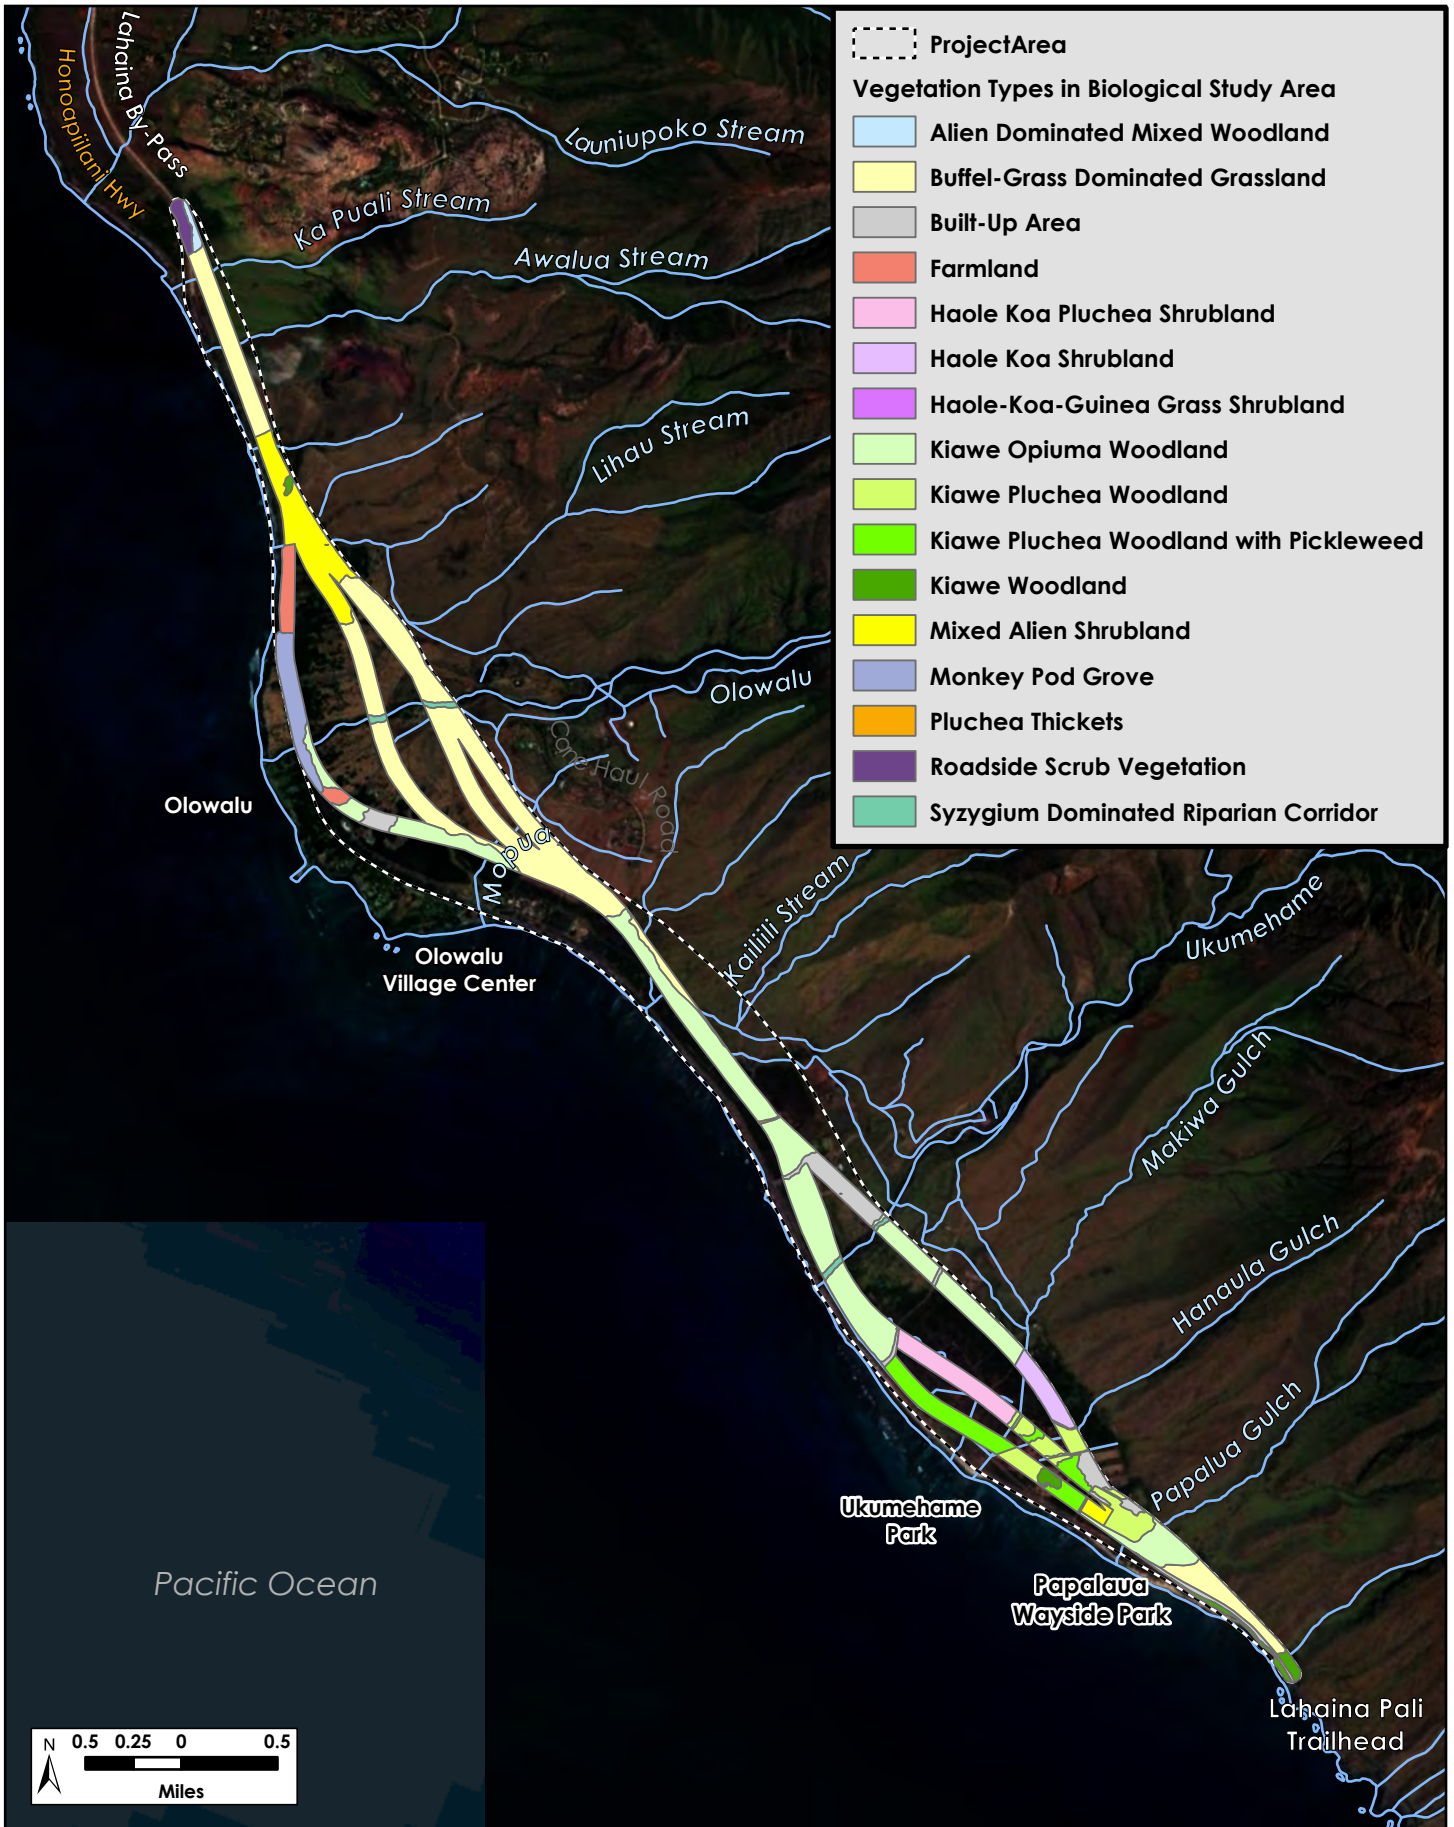 Lahaina By-Pass
Honoapiilani Hwy
Launiupoko Stream
Ka Puali Stream
Awalua Stream
Lihau Stream
Olowalu
Cane Haul Road
Olowalu
Mopua
Olowalu
Village Center
Kailiili Stream
Ukumehame
Makiwa Gulch
Hanaula Gulch
Papalua Gulch
Ukumehame
Park
Papalaua
Wayside Park
Lahaina Pali
Trailhead
Pacific Ocean
ProjectArea
Vegetation Types in Biological Study Area
Alien Dominated Mixed Woodland
Buffel-Grass Dominated Grassland
Built-Up Area
Farmland
Haole Koa Pluchea Shrubland
Haole Koa Shrubland
Haole-Koa-Guinea Grass Shrubland
Kiawe Opiuma Woodland
Kiawe Pluchea Woodland
Kiawe Pluchea Woodland with Pickleweed
Kiawe Woodland
Mixed Alien Shrubland
Monkey Pod Grove
Pluchea Thickets
Roadside Scrub Vegetation
Syzygium Dominated Riparian Corridor
N
0.5 0.25 0 0.5
Miles